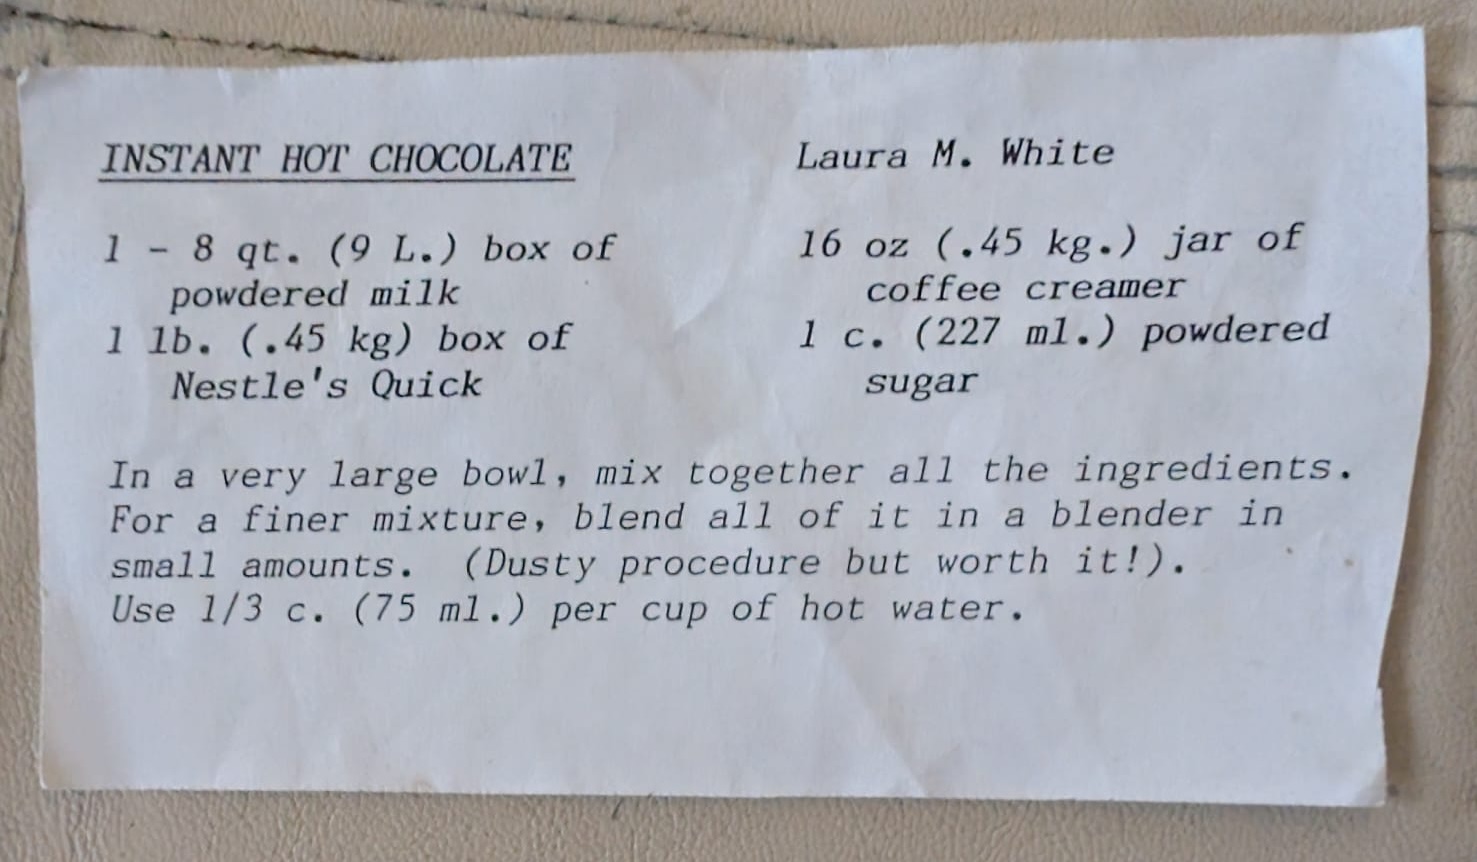 INSTANT HOT CHOCOLATE Laura M. White
1 - 8 qt. (9 L.) box of
powdered milk
1 lb. (.45 kg) box of
Nestle's Quick
16 oz (.45 kg.) jar of
coffee creamer
1 c. (227 ml.) powdered
sugar
In a very large bowl, mix together all the ingredients.
For a finer mixture, blend all of it in a blender in
small amounts. (Dusty procedure but worth it!).
Use 1/3 c. (75 ml.) per cup of hot water.